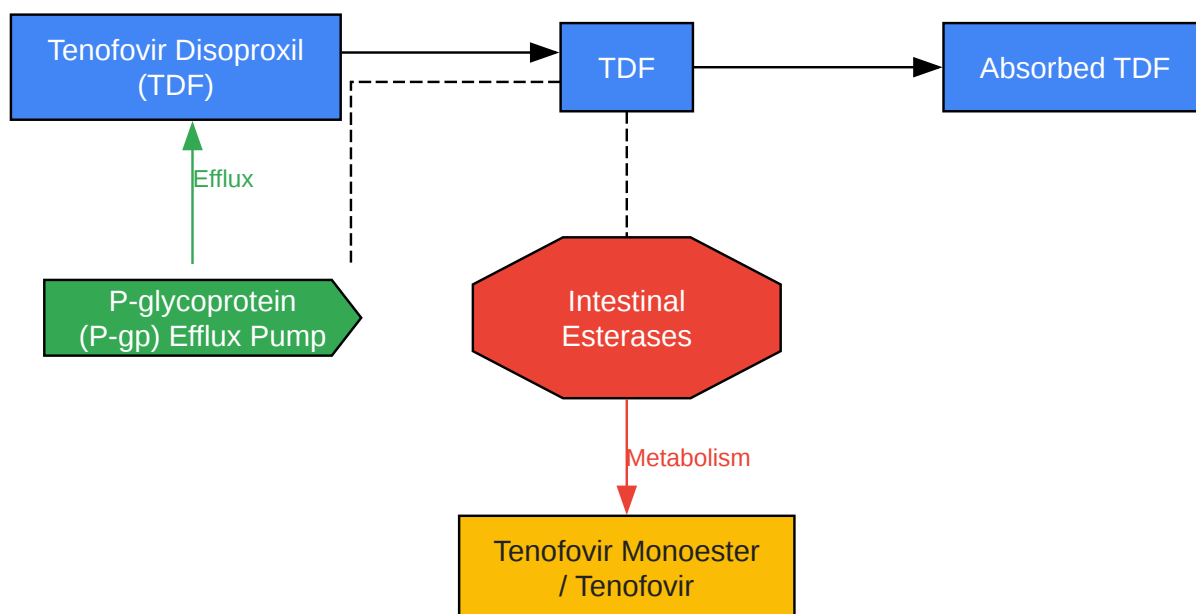 Tenofovir Disoproxil
(TDF)
TDF
Absorbed TDF
Efflux
P-glycoprotein
(P-gp) Efflux Pump
Intestinal
Esterases
Metabolism
Tenofovir Monoester
/ Tenofovir